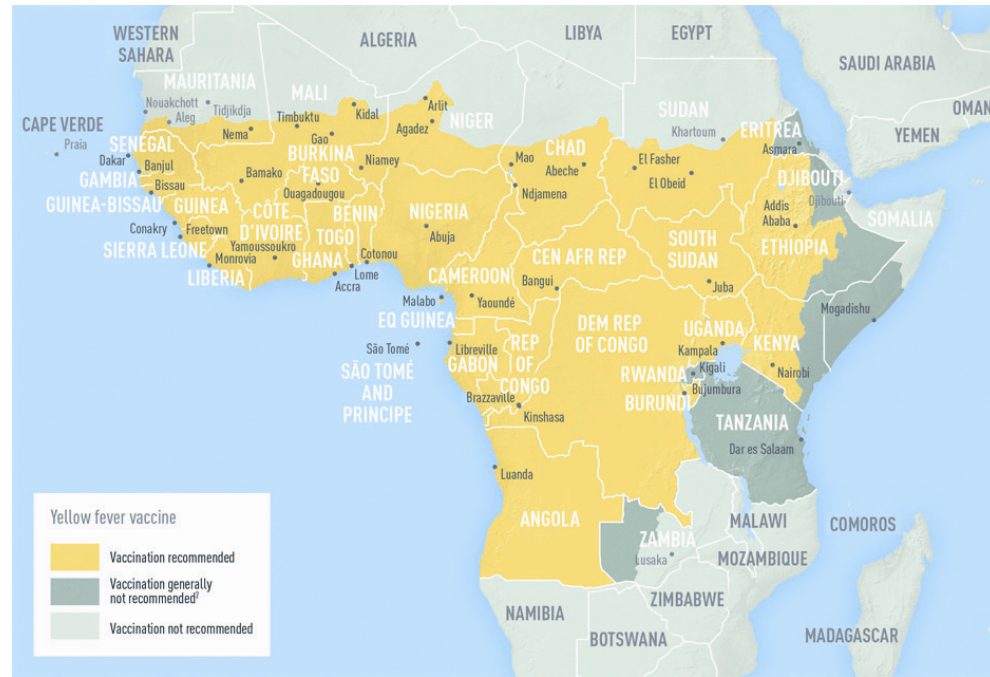 WESTERN
SAHARA
ALGERIA
LIBYA
EGYPT
SAUDI ARABIA
OMAN
YEMEN
MAURITANIA
Nouakchott
Aleg
Tidjikdja
MALI
Timbuktu
Kidal
Arlit
Agadez
NIGER
SUDAN
Khartoum
ERITREA
Asmara
CAPE VERDE
Praia
SENEGAL
Dakar
Nema
Gao
CHAD
Mao
Abeche
El Fasher
El Obeid
DJIBOUTI
Djibouti
Banjul
GAMBIA
Bissau
GUINEA-BISSAU
Bamako
BURKINA
FASO
Ouagadougou
Niamey
Ndjamena
Addis
Ababa
SOMALIA
GUINEA
Conakry
Freetown
SIERRA LEONE
Monrovia
LIBERIA
CÔTE
D'IVOIRE
Yamoussoukro
GHANA
Accra
TOGO
Lome
BENIN
Cotonou
NIGERIA
Abuja
CEN AFR REP
Bangui
SOUTH
SUDAN
Juba
ETHIOPIA
Mogadishu
CAMEROON
Yaoundé
Malabo
EQ GUINEA
São Tomé
SÃO TOMÉ
AND
PRINCIPE
Libreville
GABON
REP
OF
CONGO
Brazzaville
Kinshasa
DEM REP
OF CONGO
UGANDA
Kampala
KENYA
Nairobi
RWANDA
Kigali
Bujumbura
BURUNDI
TANZANIA
Dar es Salaam
Luanda
ANGOLA
ZAMBIA
Lusaka
MALAWI
MOZAMBIQUE
COMOROS
ZIMBABWE
NAMIBIA
BOTSWANA
MADAGASCAR
Yellow fever vaccine
Vaccination recommended
Vaccination generally
not recommended²
Vaccination not recommended